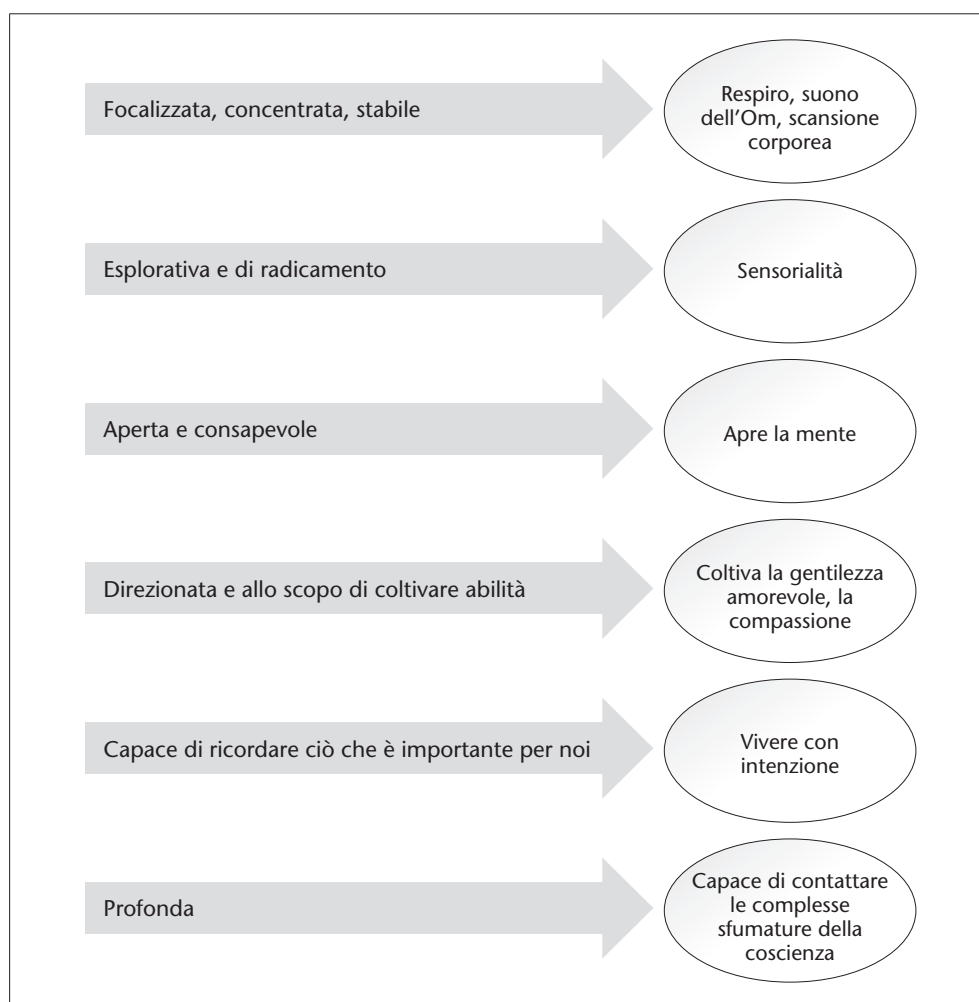 Focalizzata, concentrata, stabile
Respiro, suono
dell’Om, scansione
corporea
Esplorativa e di radicamento
Sensorialità
Aperta e consapevole
Apre la mente
Direzionata e allo scopo di coltivare abilità
Coltiva la gentilezza
amorevole, la
compassione
Capace di ricordare ciò che è importante per noi
Vivere con
intenzione
Profonda
Capace di contattare
le complesse
sfumature della
coscienza